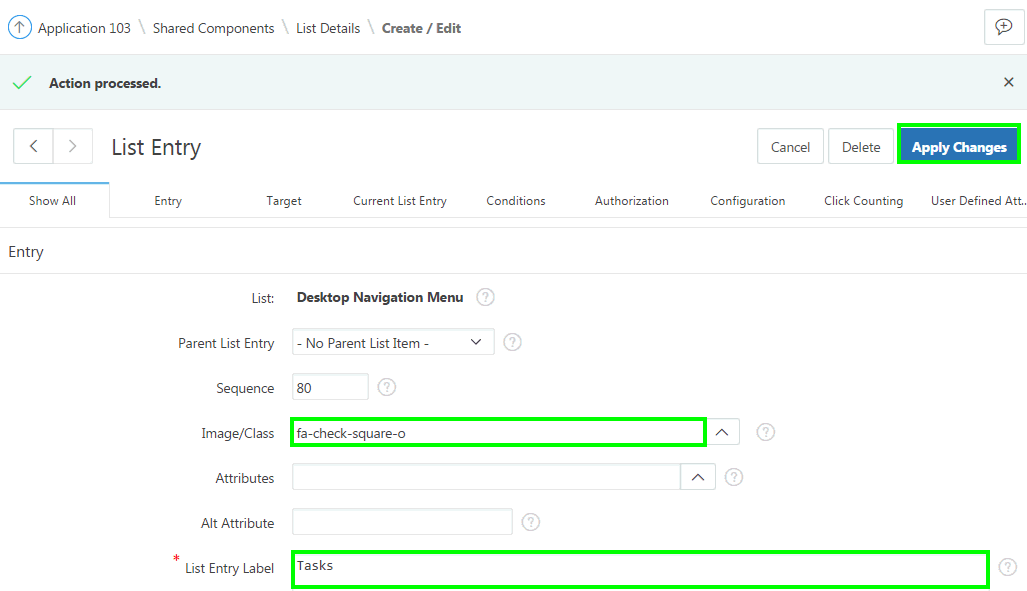 Application 103 \ Shared Components \ List Details \ Create / Edit
Action processed.
List Entry
Cancel Delete Apply Changes
Show All Entry Target Current List Entry Conditions Authorization Configuration Click Counting User Defined Att..
Entry
List: Desktop Navigation Menu ?
Parent List Entry - No Parent List Item - ?
Sequence 80 ?
Image/Class fa-check-square-o ?
Attributes ?
Alt Attribute ?
* List Entry Label Tasks ?